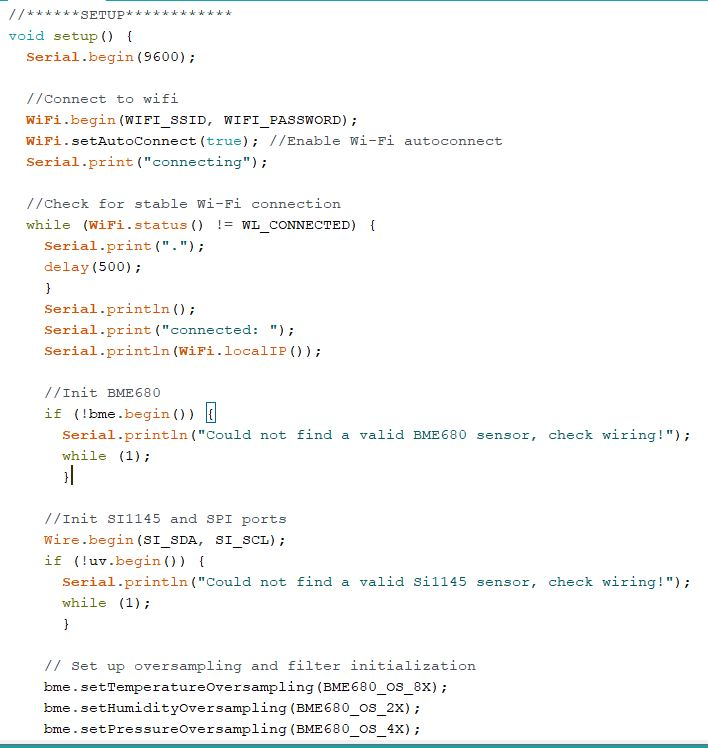 //******SETUP************
void setup() {
  Serial.begin(9600);

  //Connect to wifi
  WiFi.begin(WIFI_SSID, WIFI_PASSWORD);
  WiFi.setAutoConnect(true); //Enable Wi-Fi autoconnect
  Serial.print("connecting");

  //Check for stable Wi-Fi connection
  while (WiFi.status() != WL_CONNECTED) {
    Serial.print(".");
    delay(500);
    }
    Serial.println();
    Serial.print("connected: ");
    Serial.println(WiFi.localIP());

    //Init BME680
    if (!bme.begin()) {
      Serial.println("Could not find a valid BME680 sensor, check wiring!");
      while (1);
      }

    //Init SI1145 and SPI ports
    Wire.begin(SI_SDA, SI_SCL);
    if (!uv.begin()) {
      Serial.println("Could not find a valid Si1145 sensor, check wiring!");
      while (1);
      }

    // Set up oversampling and filter initialization
    bme.setTemperatureOversampling(BME680_OS_8X);
    bme.setHumidityOversampling(BME680_OS_2X);
    bme.setPressureOversampling(BME680_OS_4X);